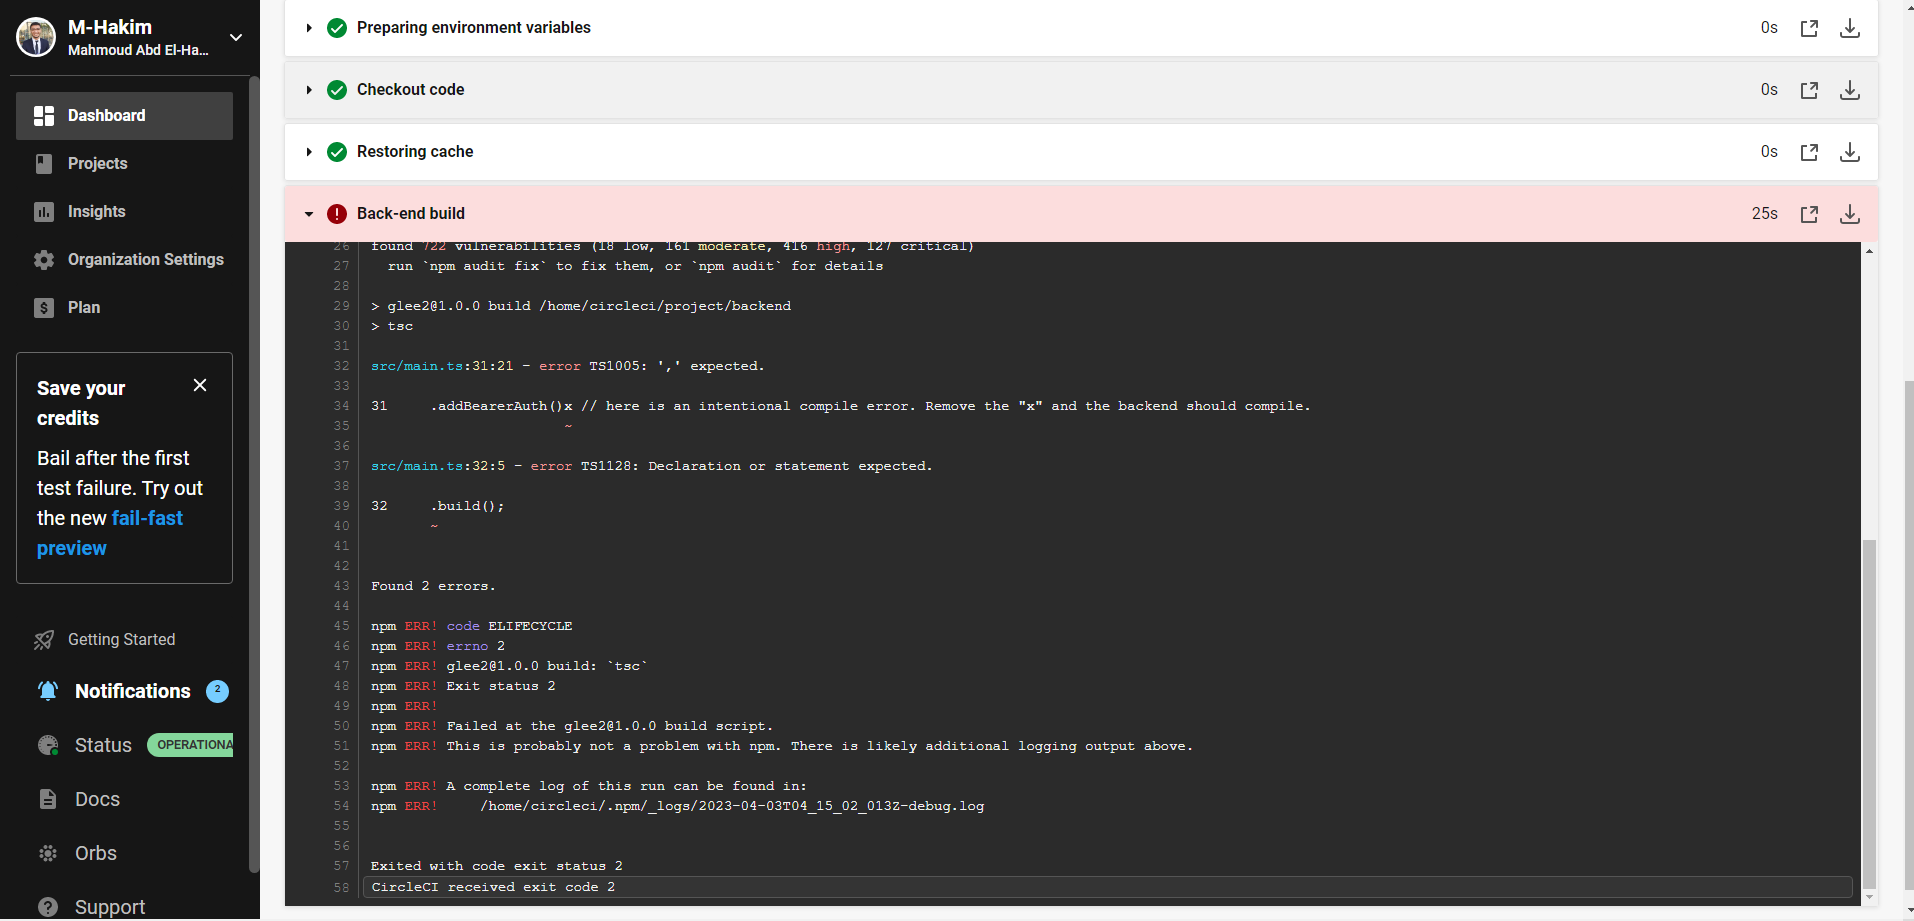 M-Hakim
Mahmoud Abd El-Ha...
Dashboard
Projects
Insights
Organization Settings
Plan
Save your
credits
Bail after the first
test failure. Try out
the new fail-fast
preview
Getting Started
Notifications 2
Status OPERATIONA
Docs
Orbs
Support
Preparing environment variables 0s
Checkout code 0s
Restoring cache 0s
Back-end build 25s
26 found 722 vulnerabilities (18 low, 161 moderate, 416 high, 127 critical)
27 run `npm audit fix` to fix them, or `npm audit` for details
28
29 > glee2@1.0.0 build /home/circleci/project/backend
30 > tsc
31
32 src/main.ts:31:21 - error TS1005: ',' expected.
33
34 31 .addBearerAuth()x // here is an intentional compile error. Remove the "x" and the backend should compile.
35 ~
36
37 src/main.ts:32:5 - error TS1128: Declaration or statement expected.
38
39 32 .build();
40 ~
41
42
43 Found 2 errors.
44
45 npm ERR! code ELIFECYCLE
46 npm ERR! errno 2
47 npm ERR! glee2@1.0.0 build: `tsc`
48 npm ERR! Exit status 2
49 npm ERR!
50 npm ERR! Failed at the glee2@1.0.0 build script.
51 npm ERR! This is probably not a problem with npm. There is likely additional logging output above.
52
53 npm ERR! A complete log of this run can be found in:
54 npm ERR! /home/circleci/.npm/_logs/2023-04-03T04_15_02_013Z-debug.log
55
56
57 Exited with code exit status 2
58 CircleCI received exit code 2